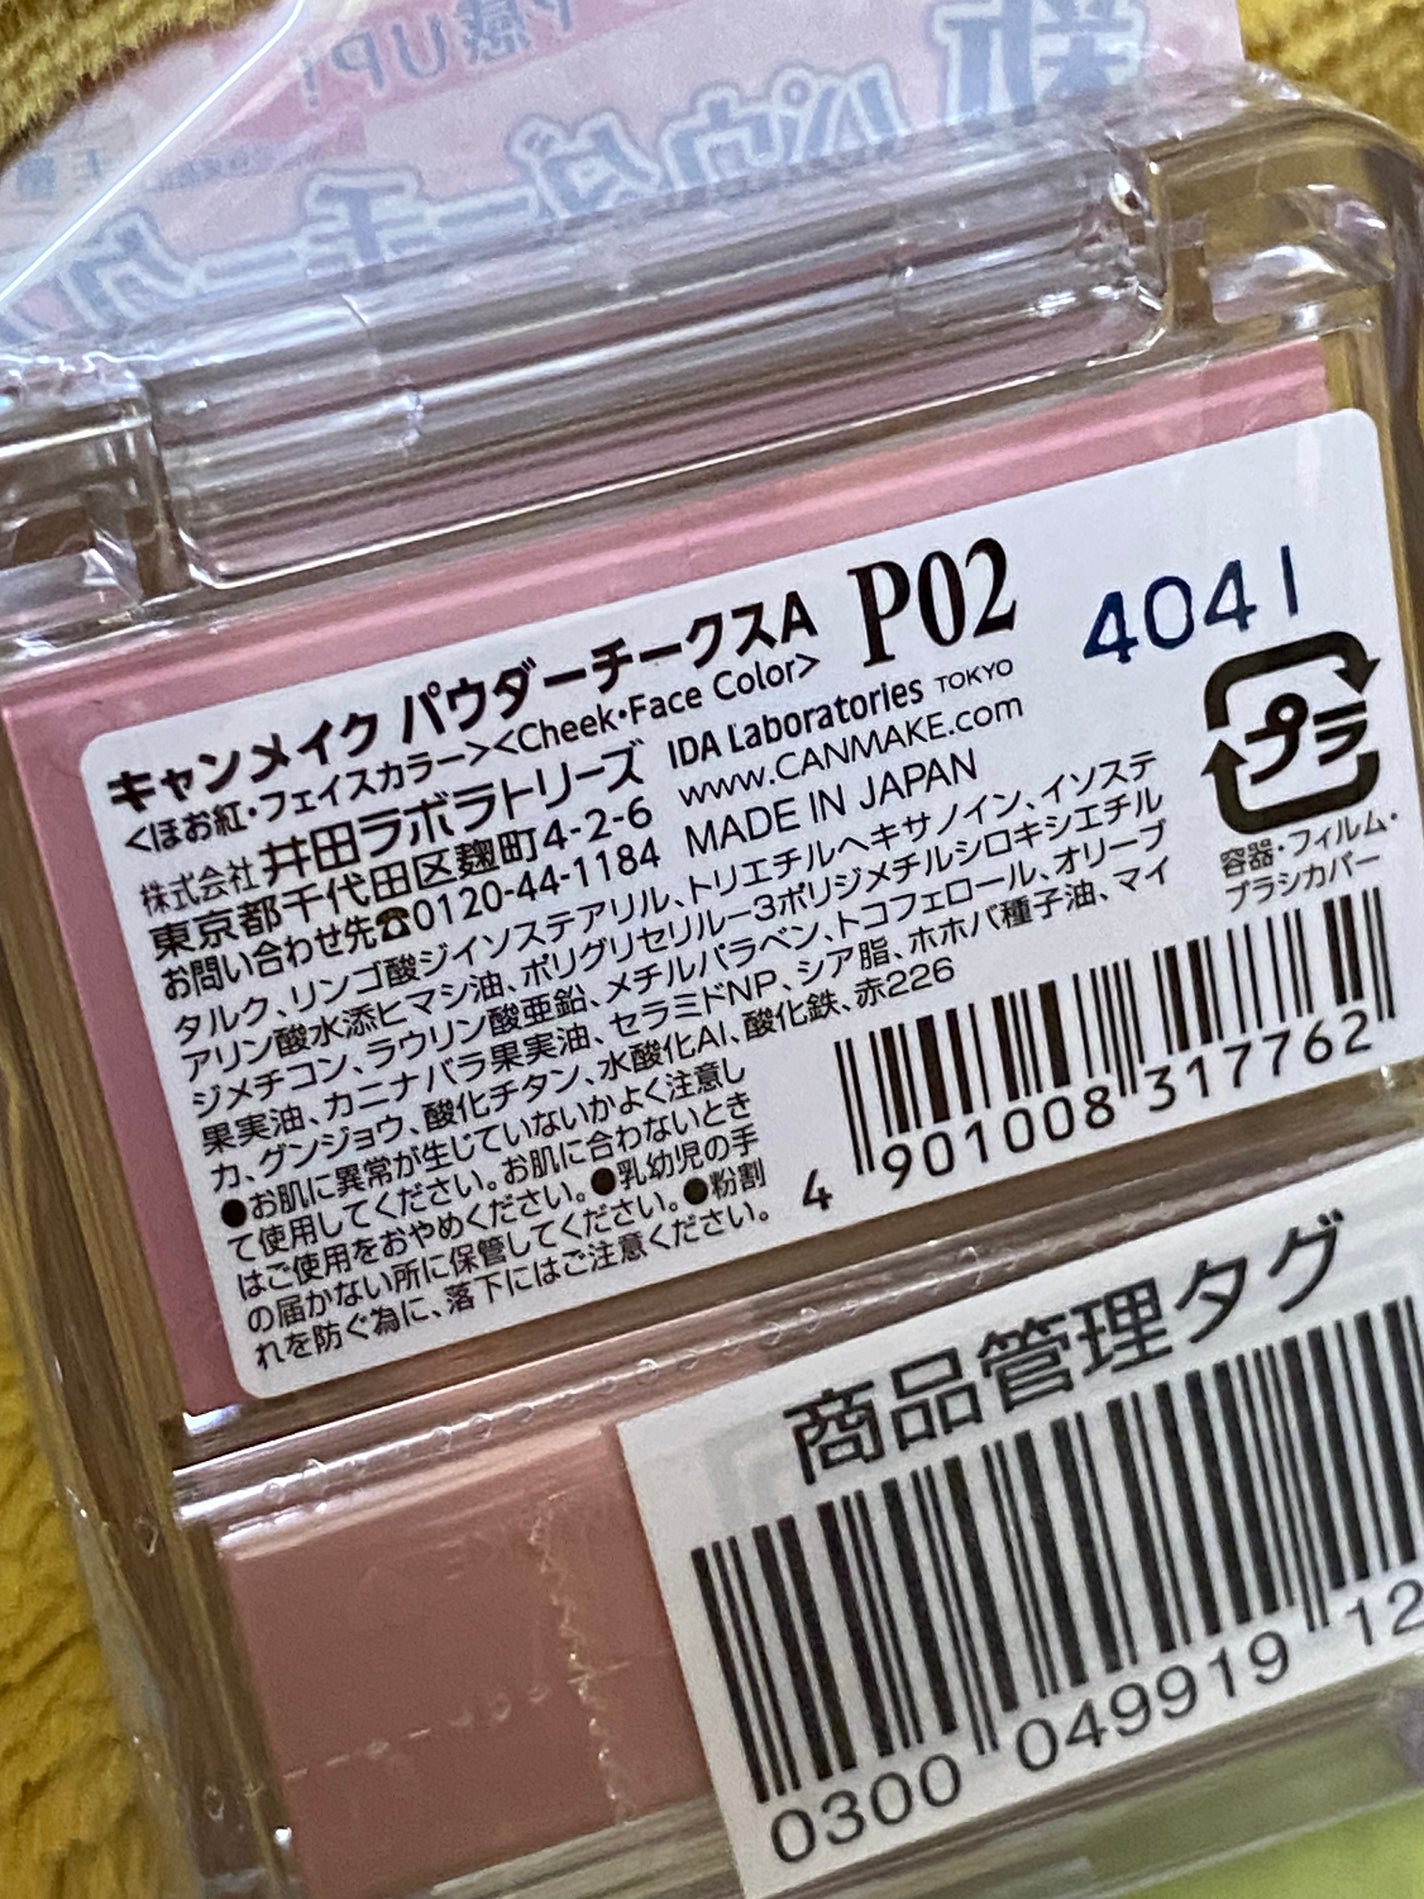 感UP!
新パウダーチーク
キャンメイク パウダーチークスA P02
<ほお紅・フェイスカラー><Cheek・Face Color>
株式会社 井田ラボラトリーズ IDA Laboratories TOKYO
東京都千代田区麹町4-2-6 www.CANMAKE.com
お問い合わせ先☎0120-44-1184 MADE IN JAPAN
タルク、リンゴ酸ジイソステアリル、トリエチルヘキサノイン、イソステ
アリン酸水添ヒマシ油、ポリグリセリル-3ポリジメチルシロキシエチル
ジメチコン、ラウリン酸亜鉛、メチルパラベン、トコフェロール、オリーブ
果実油、カニナバラ果実油、セラミドNP、シア脂、ホホバ種子油、マイ
カ、グンジョウ、酸化チタン、水酸化Al、酸化鉄、赤226
●お肌に異常が生じていないかよく注意し
て使用してください。お肌に合わないとき
はご使用をおやめください。●乳幼児の手
の届かない所に保管してください。●粉割
れを防ぐ為に、落下にはご注意ください。
4041
プラ
容器・フィルム・
ブラシカバー
4 901008 317762
商品管理タグ
0300 049919 12